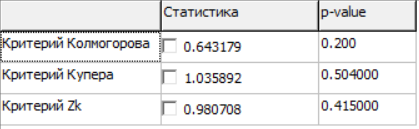 Статистика p-value
Критерий Колмогорова 0.643179 0.200
Критерий Купера 1.035892 0.504000
Критерий Zk 0.980708 0.415000